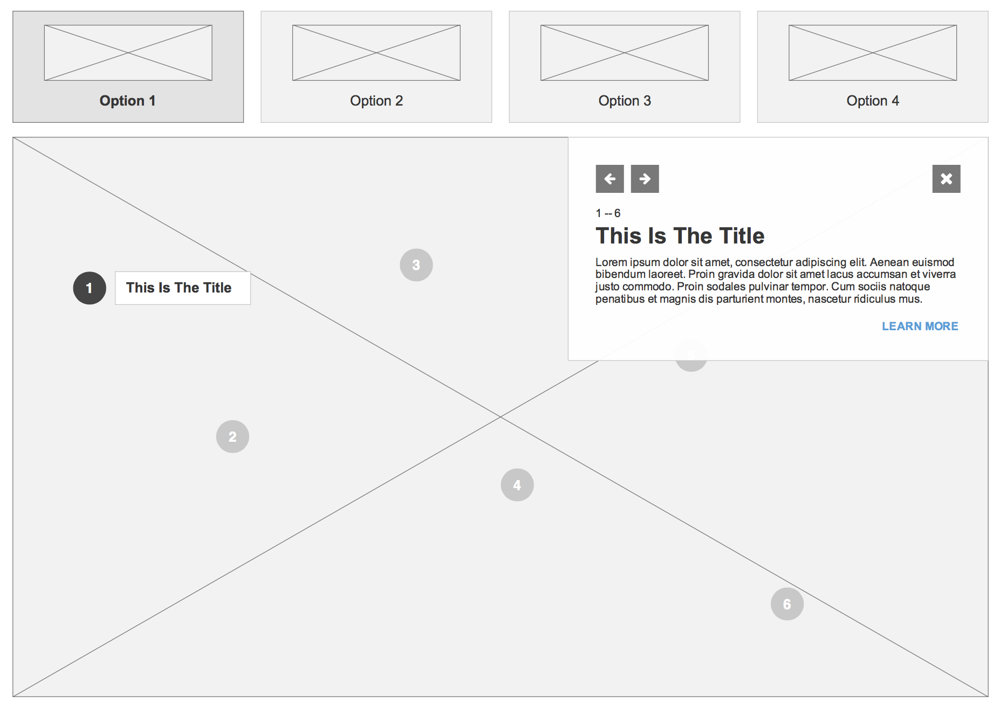 Option 1
Option 2
Option 3
Option 4
1 -- 6
This Is The Title
Lorem ipsum dolor sit amet, consectetur adipiscing elit. Aenean euismod
bibendum laoreet. Proin gravida dolor sit amet lacus accumsan et viverra
justo commodo. Proin sodales pulvinar tempor. Cum sociis natoque
penatibus et magnis dis parturient montes, nascetur ridiculus mus.
LEARN MORE
3
1
This Is The Title
2
4
6